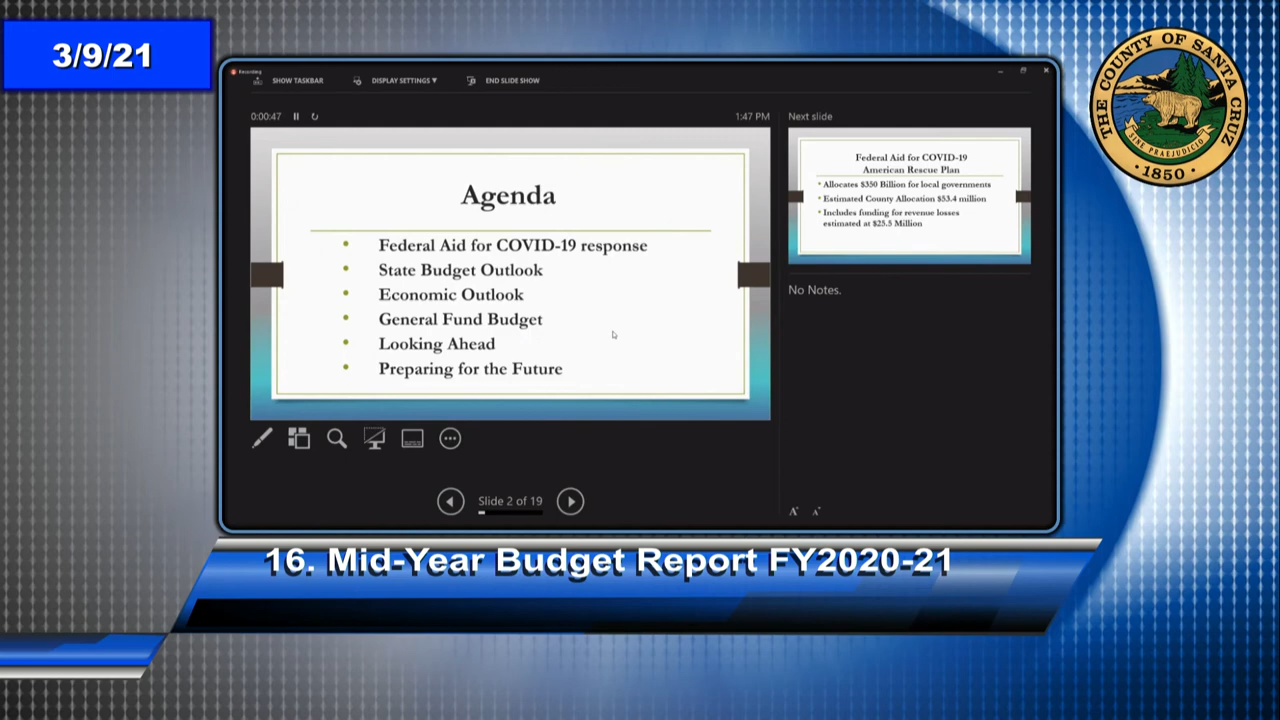 3/9/21
THE COUNTY OF SANTA CRUZ
SINE PRAEJUDICIO
• 1850 •
Recording
SHOW TASKBAR
DISPLAY SETTINGS ▼
END SLIDE SHOW
0:00:47
1:47 PM
Agenda
• Federal Aid for COVID-19 response
• State Budget Outlook
• Economic Outlook
• General Fund Budget
• Looking Ahead
• Preparing for the Future
Next slide
Federal Aid for COVID-19
American Rescue Plan
• Allocates $350 Billion for local governments
• Estimated County Allocation $53.4 million
• Includes funding for revenue losses
estimated at $25.5 Million
No Notes.
Slide 2 of 19
A A
16. Mid-Year Budget Report FY2020-21